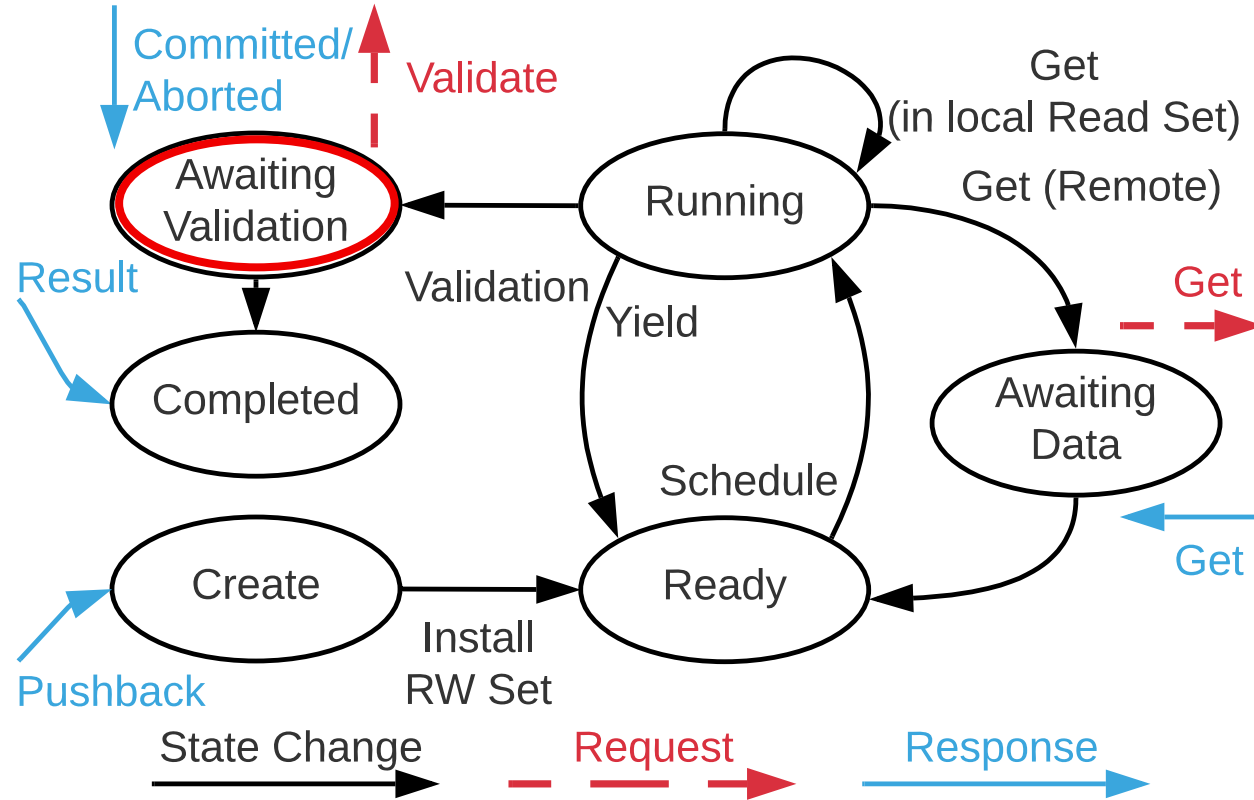 Committed/
Aborted
Validate
Get
(in local Read Set)
Awaiting
Validation
Running
Get (Remote)
Result
Validation
Yield
Get
Completed
Awaiting
Data
Schedule
Get
Create
Ready
Install
RW Set
Pushback
State Change
Request
Response